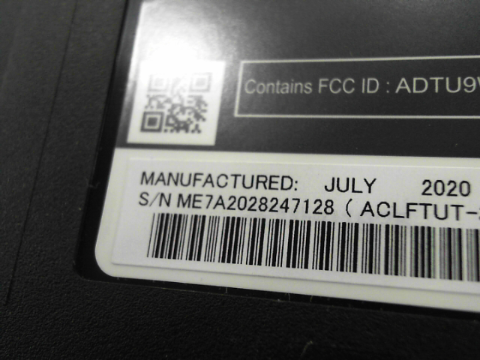 Contains FCC ID : ADTU9
MANUFACTURED: JULY 2020
S/N ME7A2028247128 ( ACLFTUT-